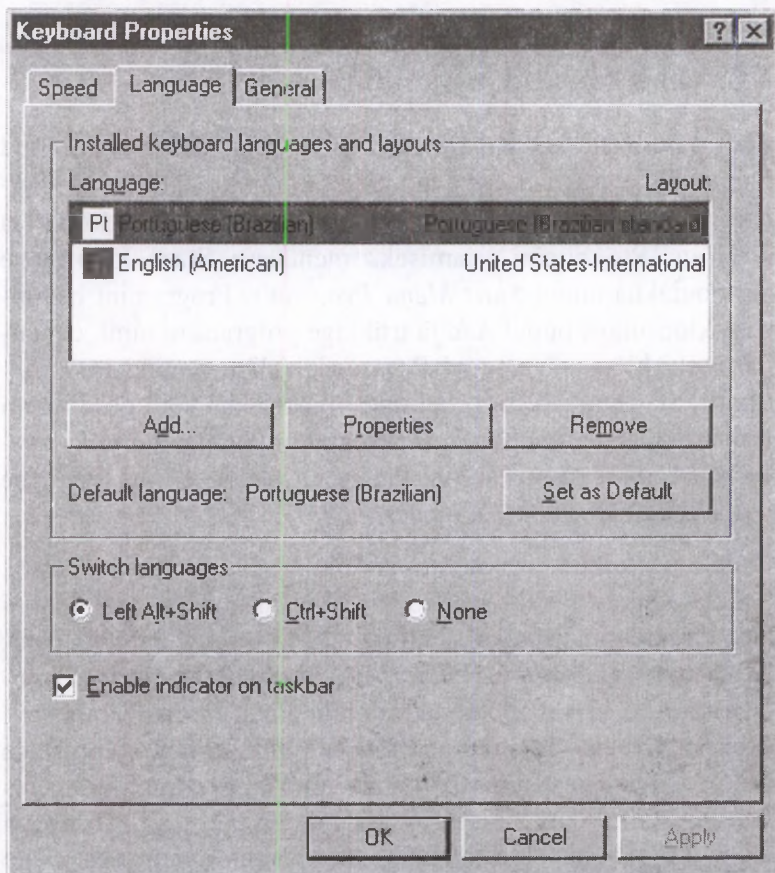 Keyboard Properties
Speed Language General
Installed keyboard languages and layouts
Language: Layout:
Pt Portuguese (Brazilian) Portuguese (Brazilian standard)
En English (American) United States-International
Add... Properties Remove
Default language: Portuguese (Brazilian) Set as Default
Switch languages
Left Alt+Shift Ctrl+Shift None
Enable indicator on taskbar
OK Cancel Apply